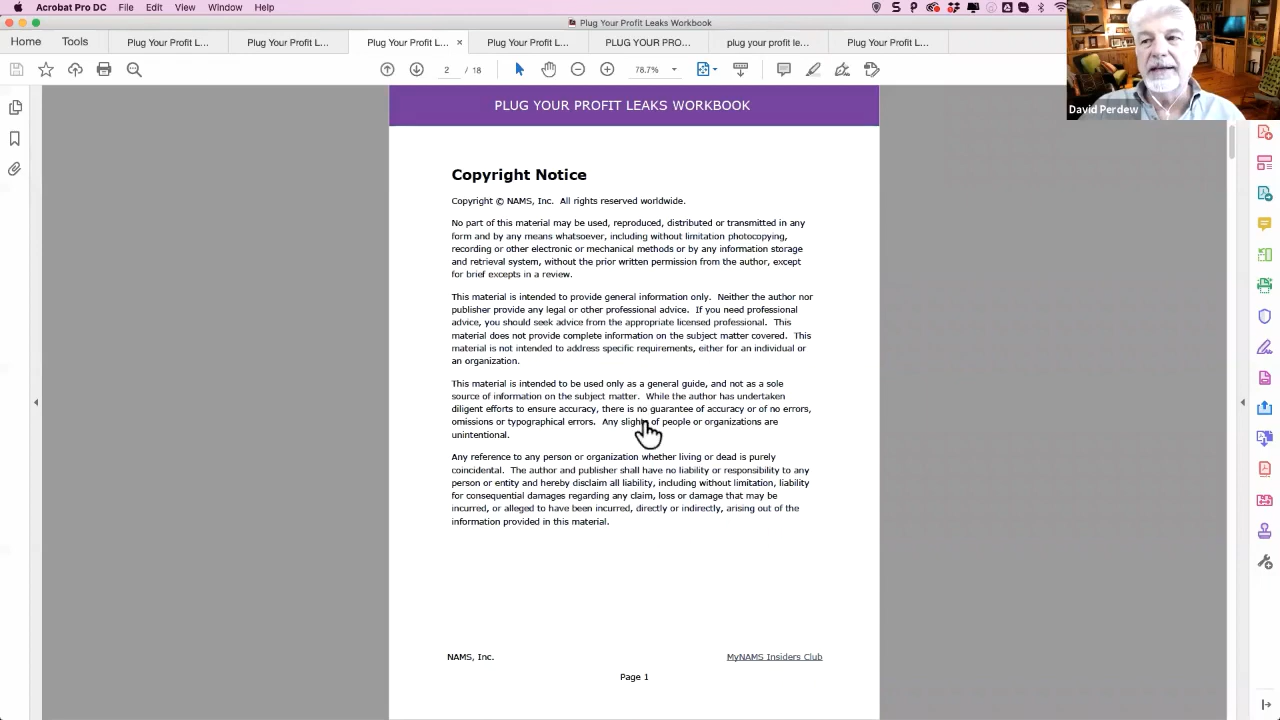 Acrobat Pro DC File Edit View Window Help
Plug Your Profit Leaks Workbook
Home Tools Plug Your Profit L... Plug Your Profit L... Plug Your Profit L... × Plug Your Profit L... PLUG YOUR PRO... plug your profit le... Plug Your Profit L...
2 / 18 78.7%
David Perdew
PLUG YOUR PROFIT LEAKS WORKBOOK
Copyright Notice
Copyright © NAMS, Inc. All rights reserved worldwide.
No part of this material may be used, reproduced, distributed or transmitted in any
form and by any means whatsoever, including without limitation photocopying,
recording or other electronic or mechanical methods or by any information storage
and retrieval system, without the prior written permission from the author, except
for brief excepts in a review.
This material is intended to provide general information only. Neither the author nor
publisher provide any legal or other professional advice. If you need professional
advice, you should seek advice from the appropriate licensed professional. This
material does not provide complete information on the subject matter covered. This
material is not intended to address specific requirements, either for an individual or
an organization.
This material is intended to be used only as a general guide, and not as a sole
source of information on the subject matter. While the author has undertaken
diligent efforts to ensure accuracy, there is no guarantee of accuracy or of no errors,
omissions or typographical errors. Any slights of people or organizations are
unintentional.
Any reference to any person or organization whether living or dead is purely
coincidental. The author and publisher shall have no liability or responsibility to any
person or entity and hereby disclaim all liability, including without limitation, liability
for consequential damages regarding any claim, loss or damage that may be
incurred, or alleged to have been incurred, directly or indirectly, arising out of the
information provided in this material.
NAMS, Inc. MyNAMS Insiders Club
Page 1